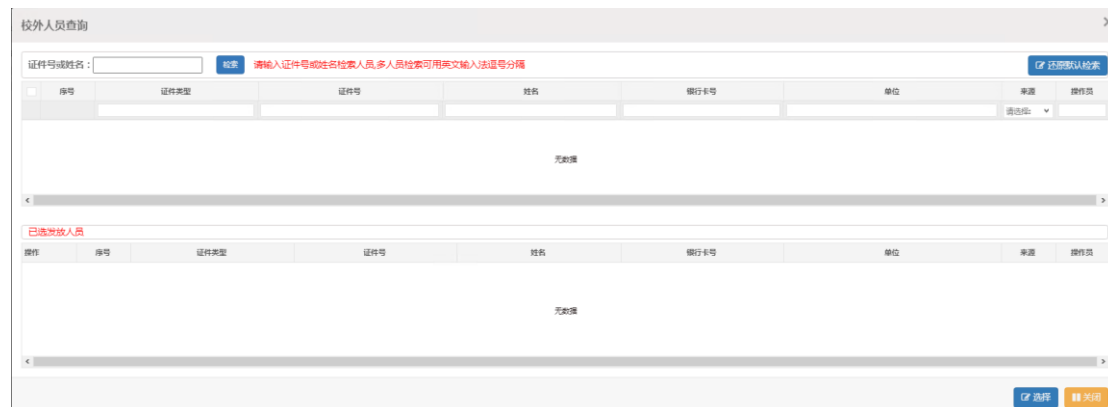 校外人员查询
证件号或姓名： 检索 请输入证件号或姓名检索人员,多人员检索可用英文输入法逗号分隔 还原默认检索
序号 证件类型 证件号 姓名 银行卡号 单位 来源 操作员
请选择:
无数据
已选发放人员
操作 序号 证件类型 证件号 姓名 银行卡号 单位 来源 操作员
无数据
选择 关闭